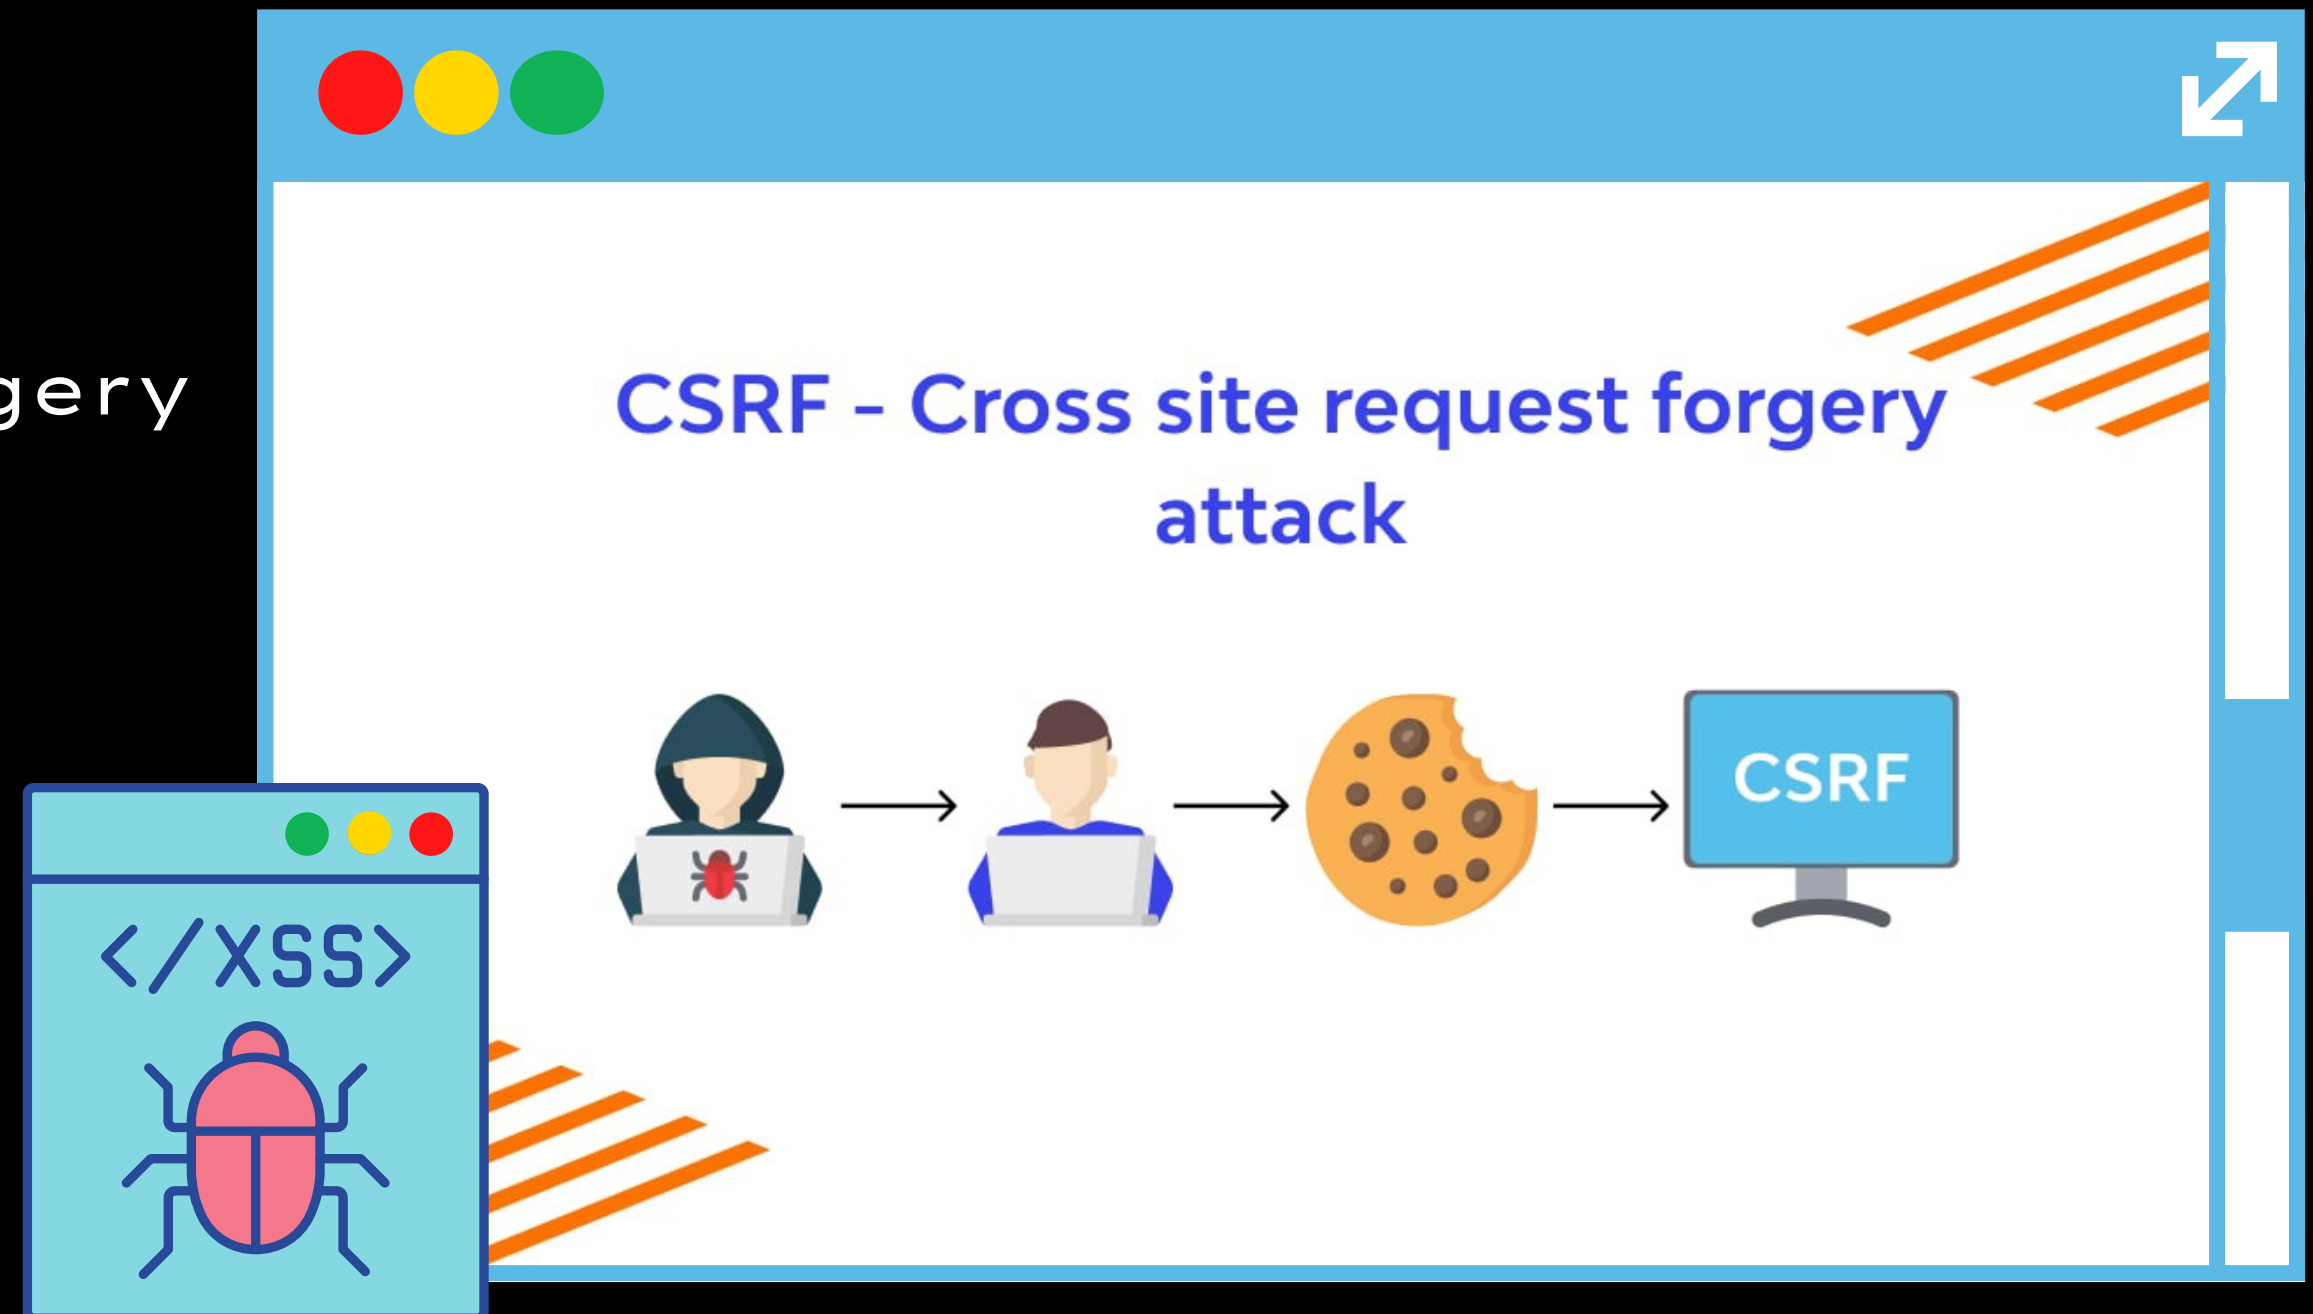 gery
CSRF - Cross site request forgery
attack
CSRF
</XSS>